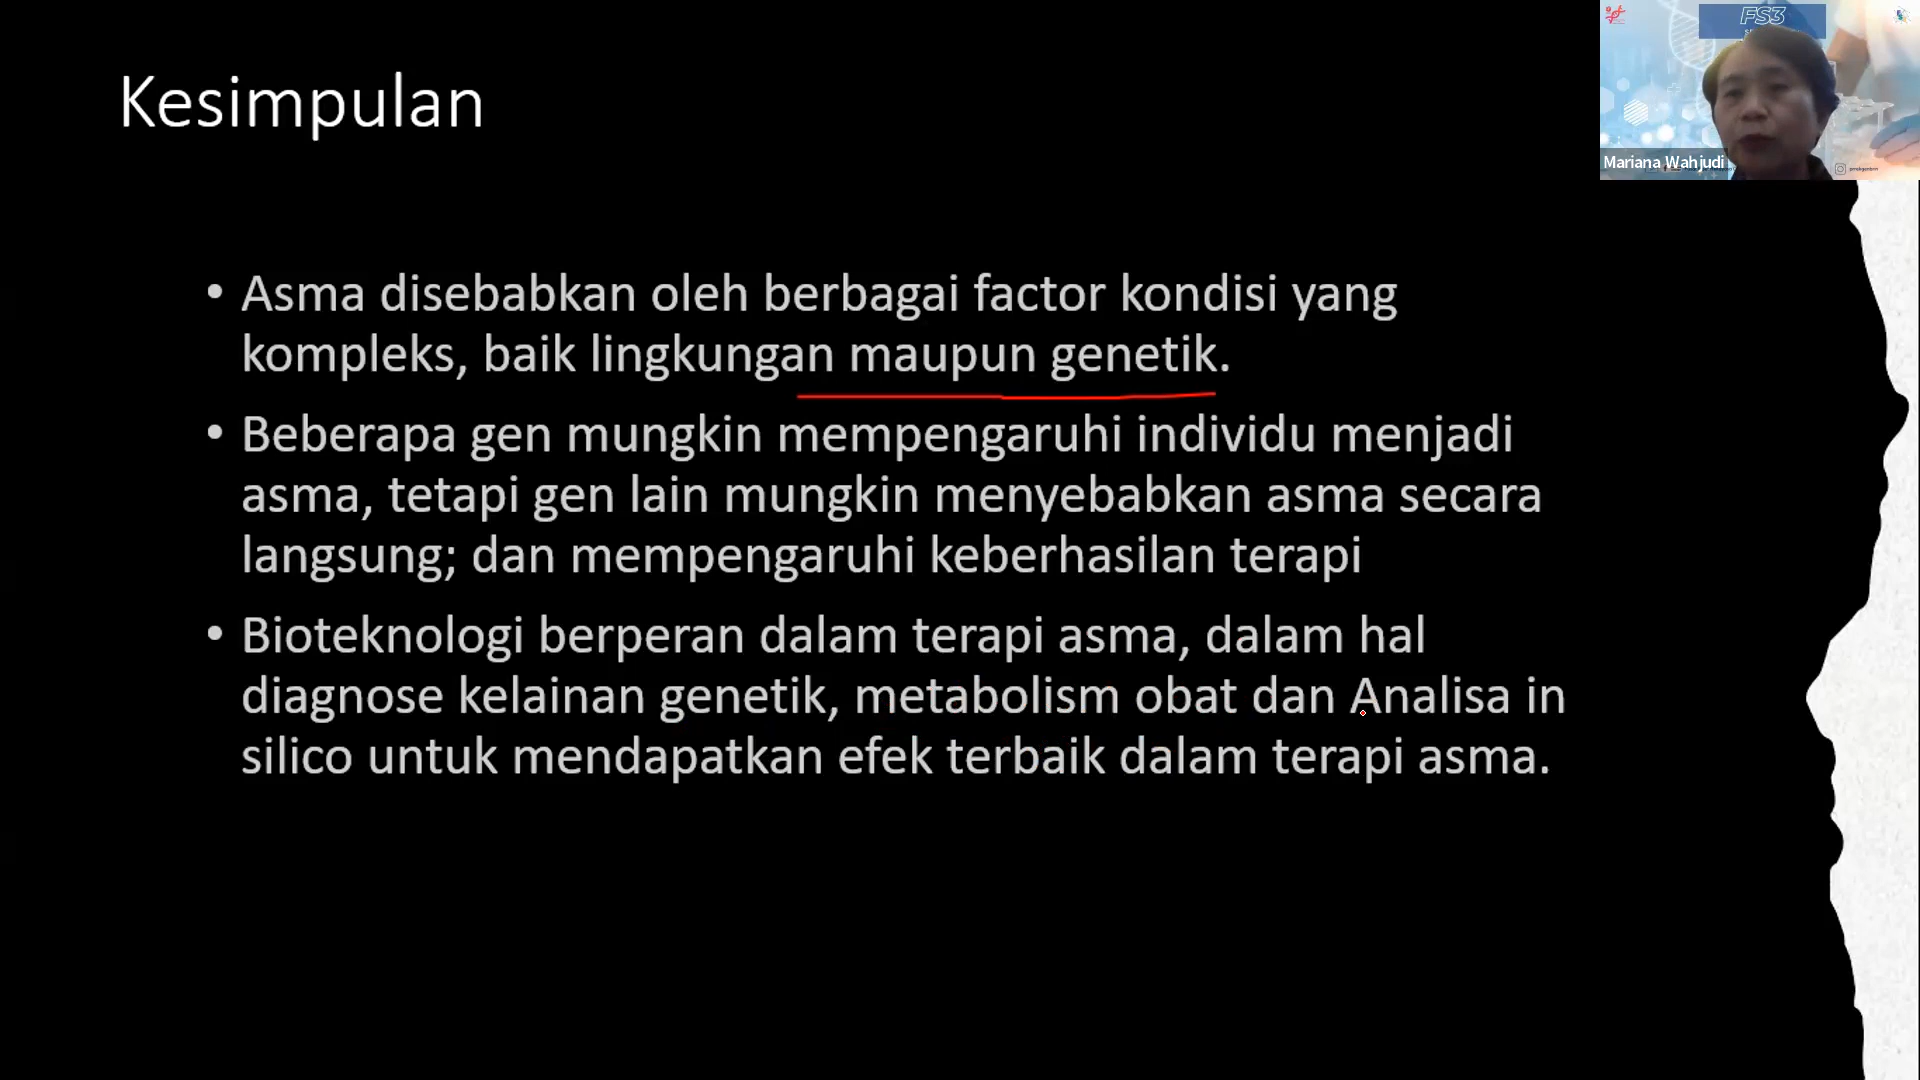 FS3
Kesimpulan
Mariana Wahjudi
• Asma disebabkan oleh berbagai factor kondisi yang
kompleks, baik lingkungan maupun genetik.
• Beberapa gen mungkin mempengaruhi individu menjadi
asma, tetapi gen lain mungkin menyebabkan asma secara
langsung; dan mempengaruhi keberhasilan terapi
• Bioteknologi berperan dalam terapi asma, dalam hal
diagnose kelainan genetik, metabolism obat dan Analisa in
silico untuk mendapatkan efek terbaik dalam terapi asma.